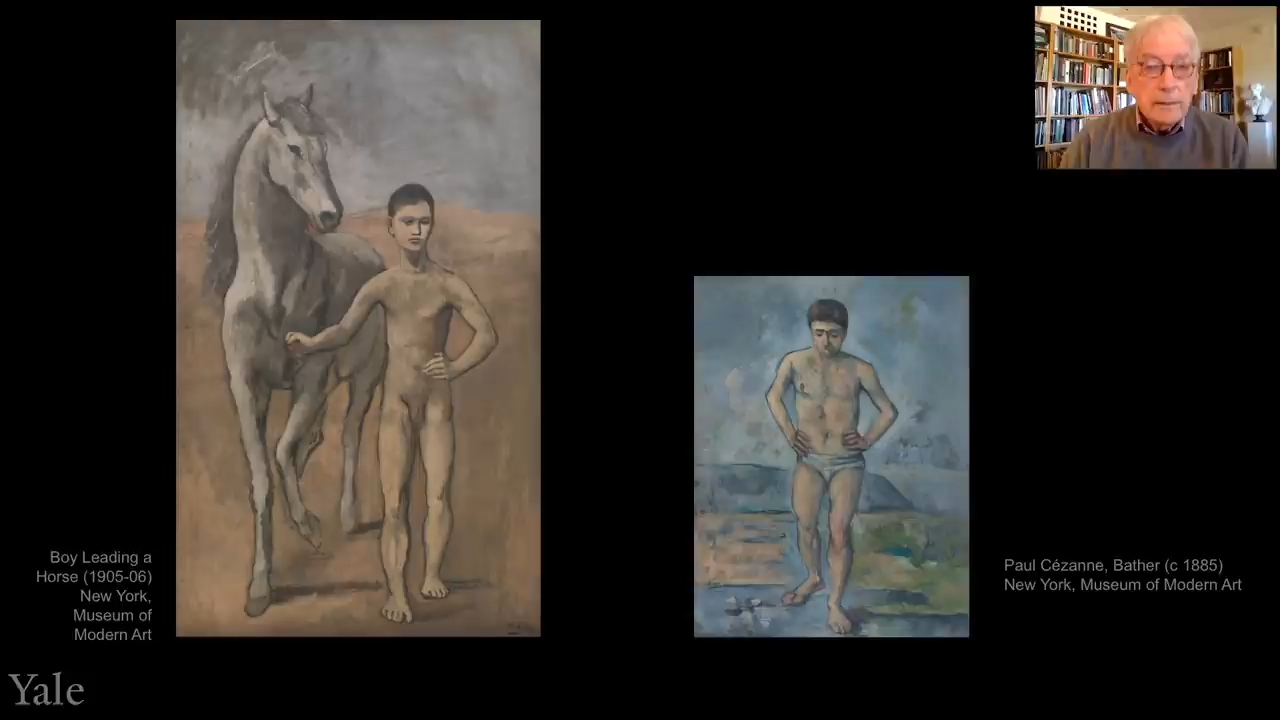 Boy Leading a
Horse (1905-06)
New York,
Museum of
Modern Art
Paul Cézanne, Bather (c 1885)
New York, Museum of Modern Art
Yale